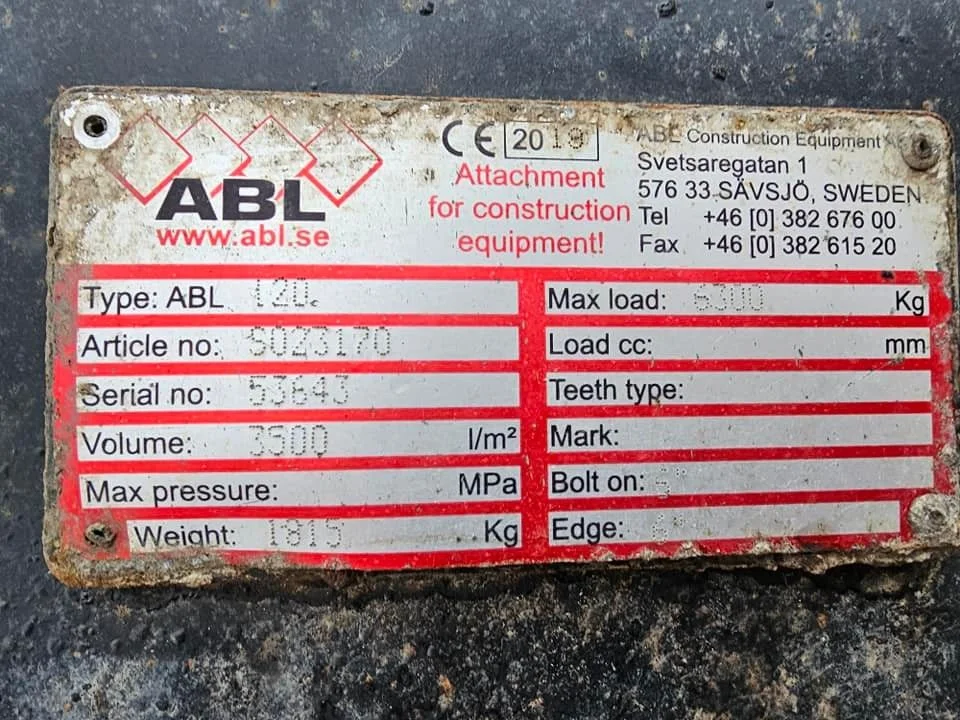 ABL
www.abl.se
CE 2019
Attachment
for construction
equipment!
ABL Construction Equipment
Svetsaregatan 1
576 33 SÄVSJÖ, SWEDEN
Tel +46 [0] 382 676 00
Fax +46 [0] 382 615 20
Type: ABL 120.
Article no: S023170
Serial no: 53643
Volume: 3500 l/m²
Max pressure: MPa
Weight: 1815 Kg
Max load: 6300 Kg
Load cc: mm
Teeth type:
Mark:
Bolt on:
Edge: